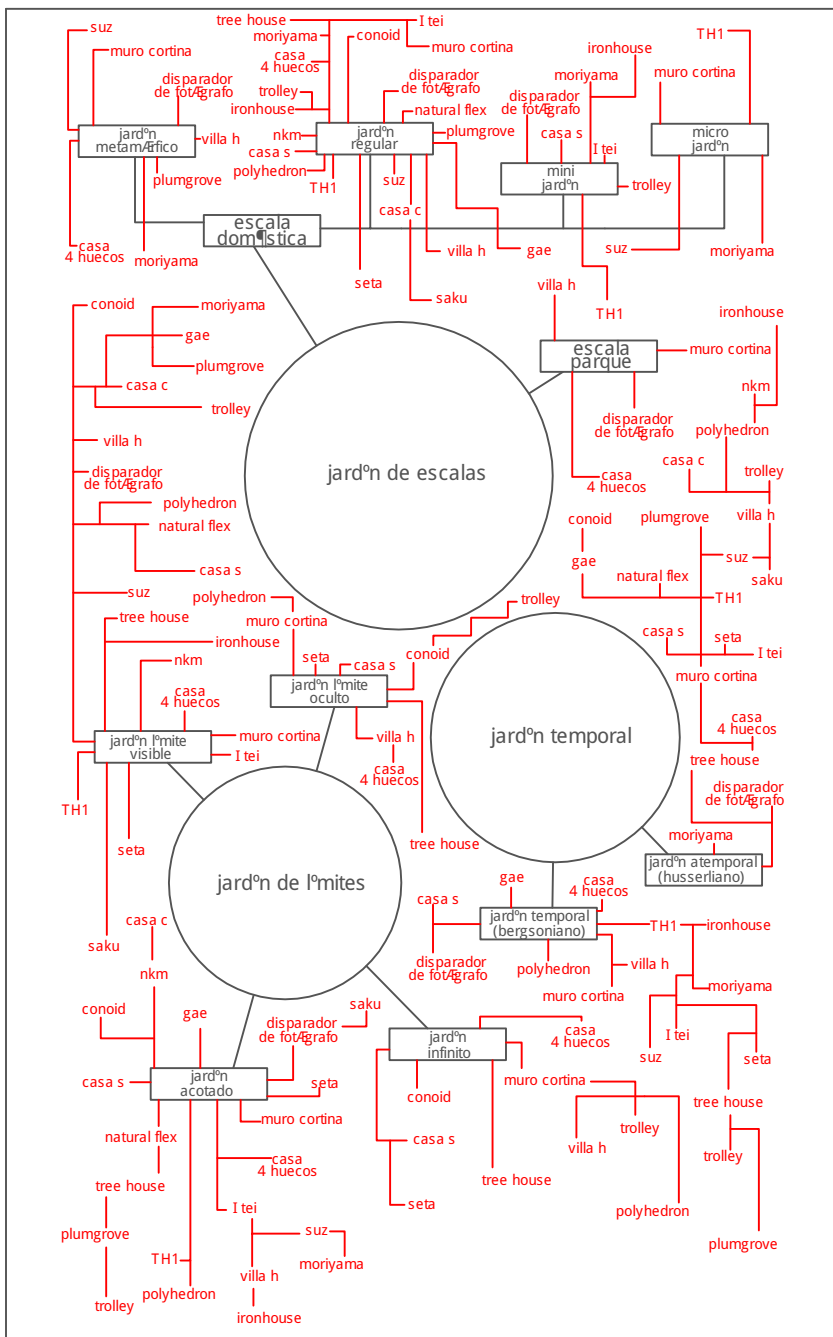 tree house
I tei
suz
moriyama
conoid
muro cortina
TH1
muro cortina
ironhouse
casa
4 huecos
disparador
de fotÆgrafo
disparador
de fotÆgrafo
moriyama
muro cortina
trolley
disparador
de fotÆgrafo
ironhouse
natural flex
jardºn
metamÆrfico
villa h
nkm
jardºn
regular
plumgrove
casa s
micro
jardºn
casa s
I tei
polyhedron
plumgrove
TH1
suz
mini
jardºn
trolley
casa c
escala
dom¶stica
casa
4 huecos
moriyama
villa h
gae
suz
moriyama
seta
saku
villa h
TH1
conoid
moriyama
ironhouse
gae
escala
parque
muro cortina
plumgrove
casa c
nkm
trolley
disparador
de fotÆgrafo
polyhedron
villa h
casa c
disparador
de fotÆgrafo
jardºn de escalas
casa
4 huecos
trolley
polyhedron
conoid
plumgrove
villa h
natural flex
gae
suz
casa s
natural flex
saku
suz
polyhedron
trolley
TH1
tree house
muro cortina
ironhouse
casa s
seta
nkm
seta
casa s
conoid
I tei
casa
4 huecos
jardºn lºmite
oculto
muro cortina
muro cortina
villa h
jardºn temporal
casa
4 huecos
jardºn lºmite
visible
I tei
casa
4 huecos
tree house
TH1
disparador
de fotÆgrafo
seta
tree house
moriyama
jardºn de lºmites
jardºn atemporal
(husserliano)
gae
casa
4 huecos
casa s
casa c
jardºn temporal
(bergsoniano)
TH1
ironhouse
saku
nkm
disparador
de fotÆgrafo
polyhedron
villa h
muro cortina
moriyama
conoid
gae
saku
disparador
de fotÆgrafo
casa
4 huecos
jardºn
infinito
suz
I tei
seta
casa s
jardºn
acotado
seta
muro cortina
conoid
tree house
muro cortina
natural flex
casa s
villa h
trolley
trolley
casa
4 huecos
tree house
tree house
seta
I tei
polyhedron
plumgrove
suz
plumgrove
TH1
moriyama
villa h
polyhedron
trolley
ironhouse